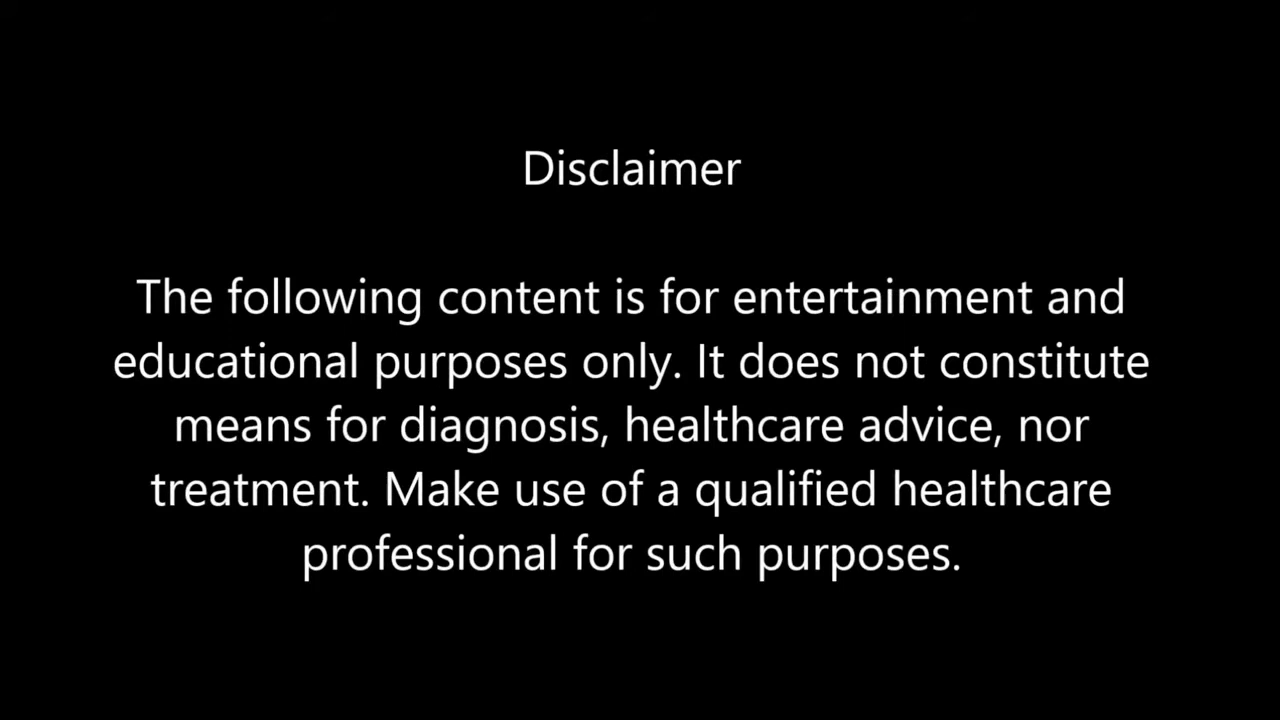 Disclaimer
The following content is for entertainment and
educational purposes only. It does not constitute
means for diagnosis, healthcare advice, nor
treatment. Make use of a qualified healthcare
professional for such purposes.